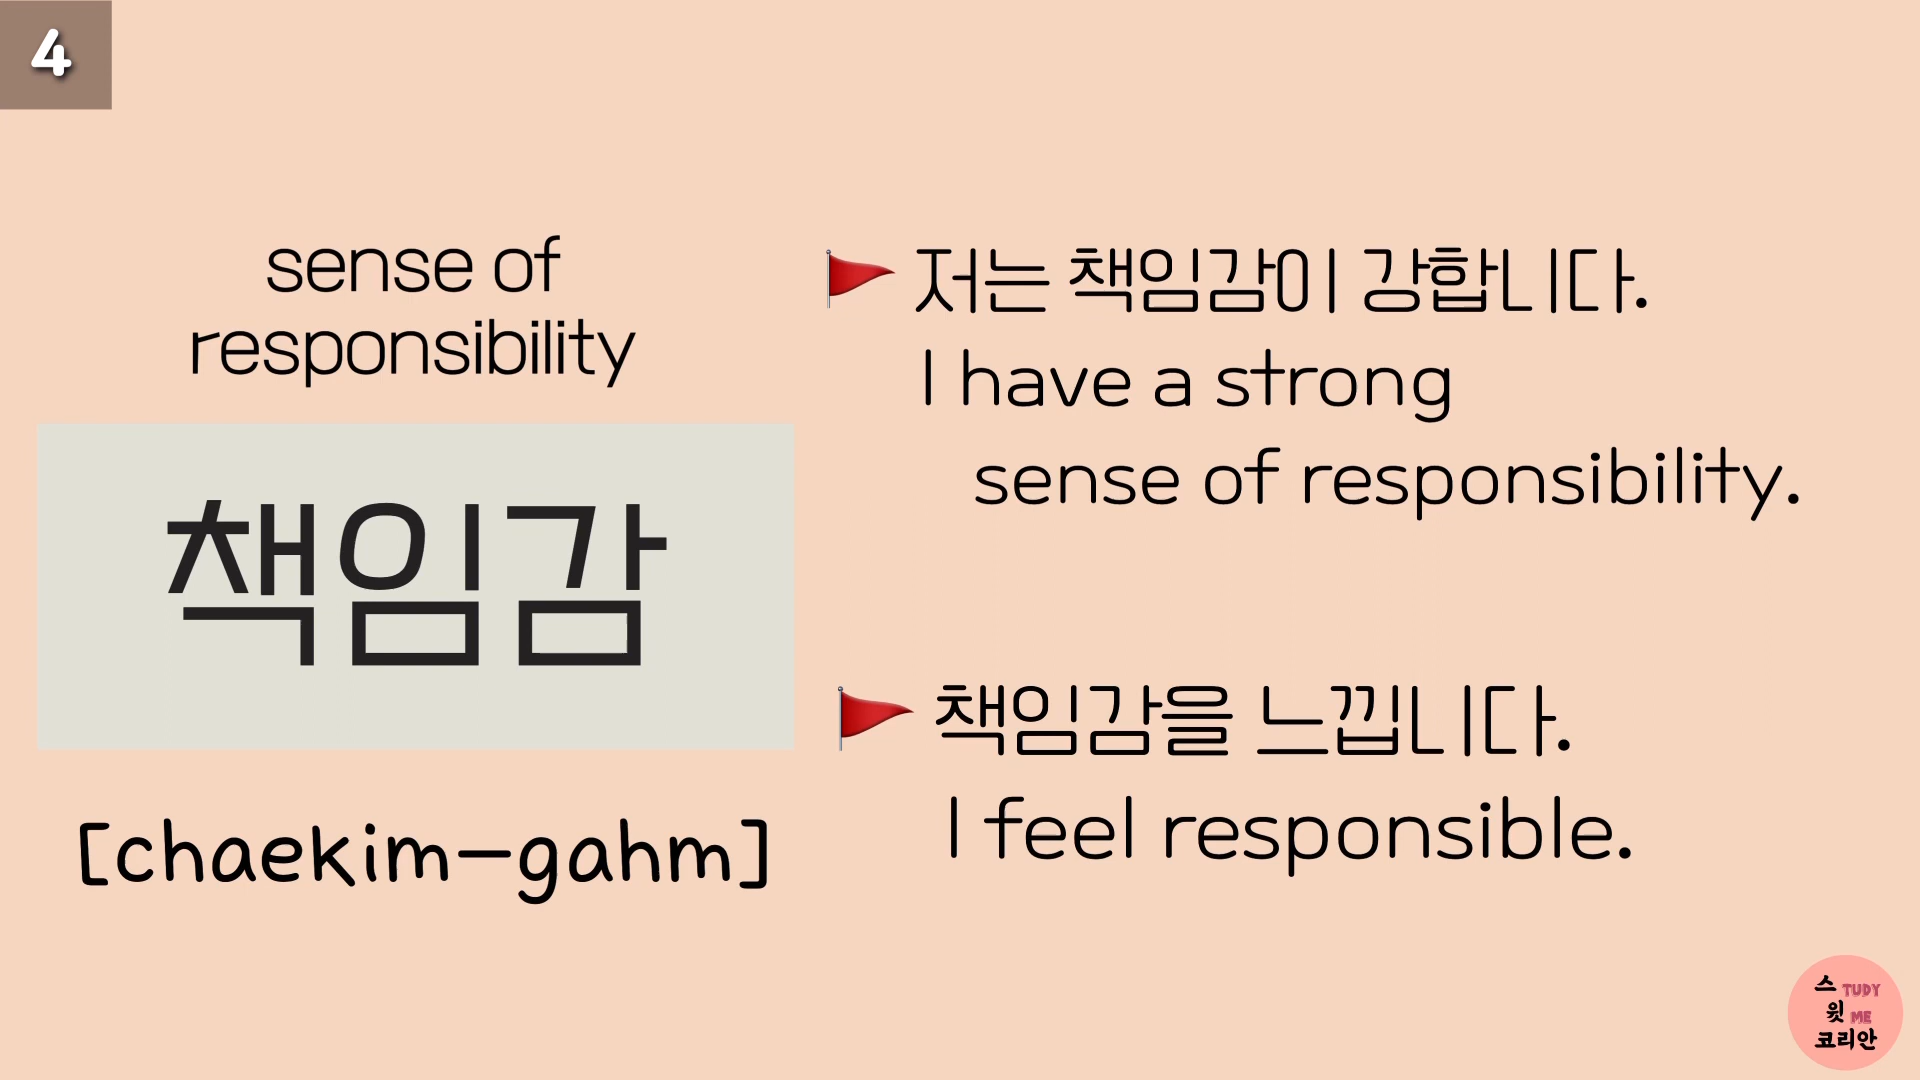 4
sense of
responsibility
책임감
[chaekim-gahm]
저는 책임감이 강합니다.
I have a strong
sense of responsibility.
책임감을 느낍니다.
I feel responsible.
스 TUDY
윗 ME
코리안